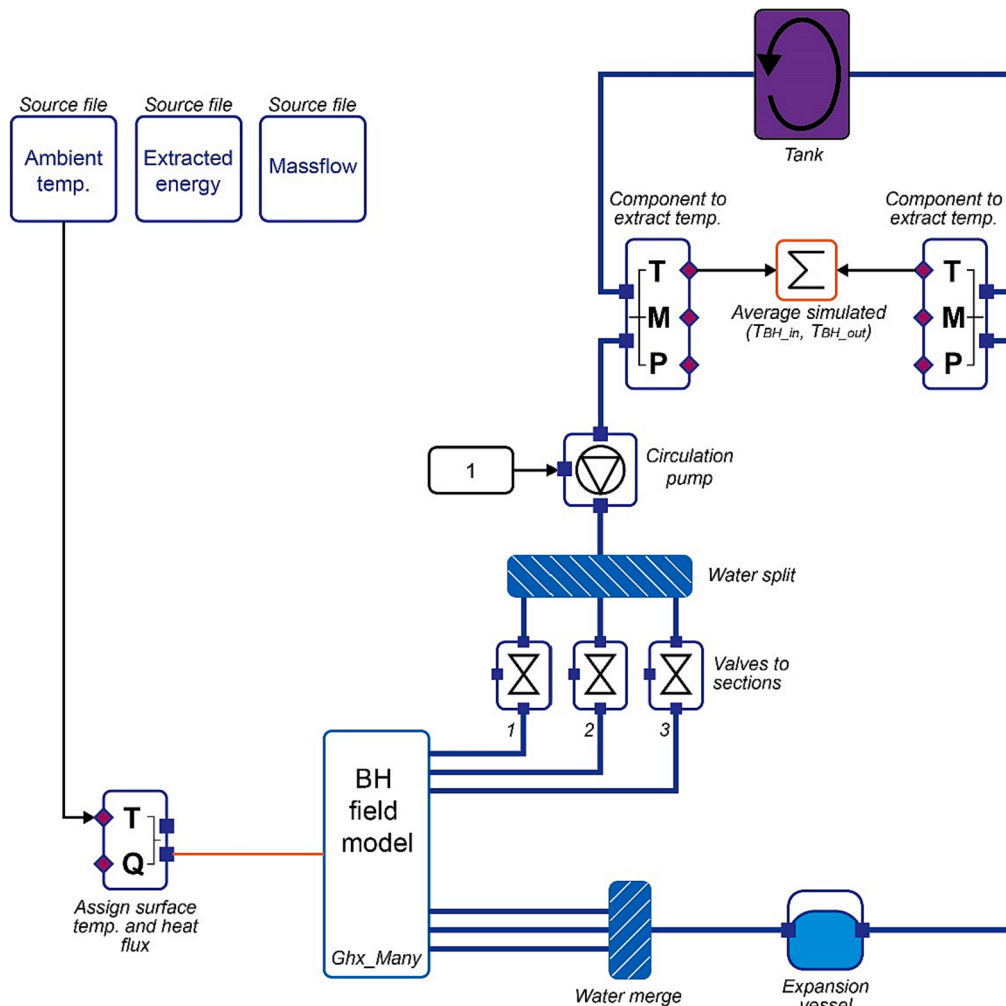 Tank
Source file
Source file
Source file
Ambient
temp.
Extracted
energy
Massflow
Component to
extract temp.
Component to
extract temp.
T
M
P
Σ
T
M
P
Average simulated
(TBH_in, TBH_out)
1
Circulation
pump
Water split
Valves to
sections
1
2
3
BH
field
model
Ghx_Many
T
Q
Assign surface
temp. and heat
flux
Water merge
Expansion
vessel